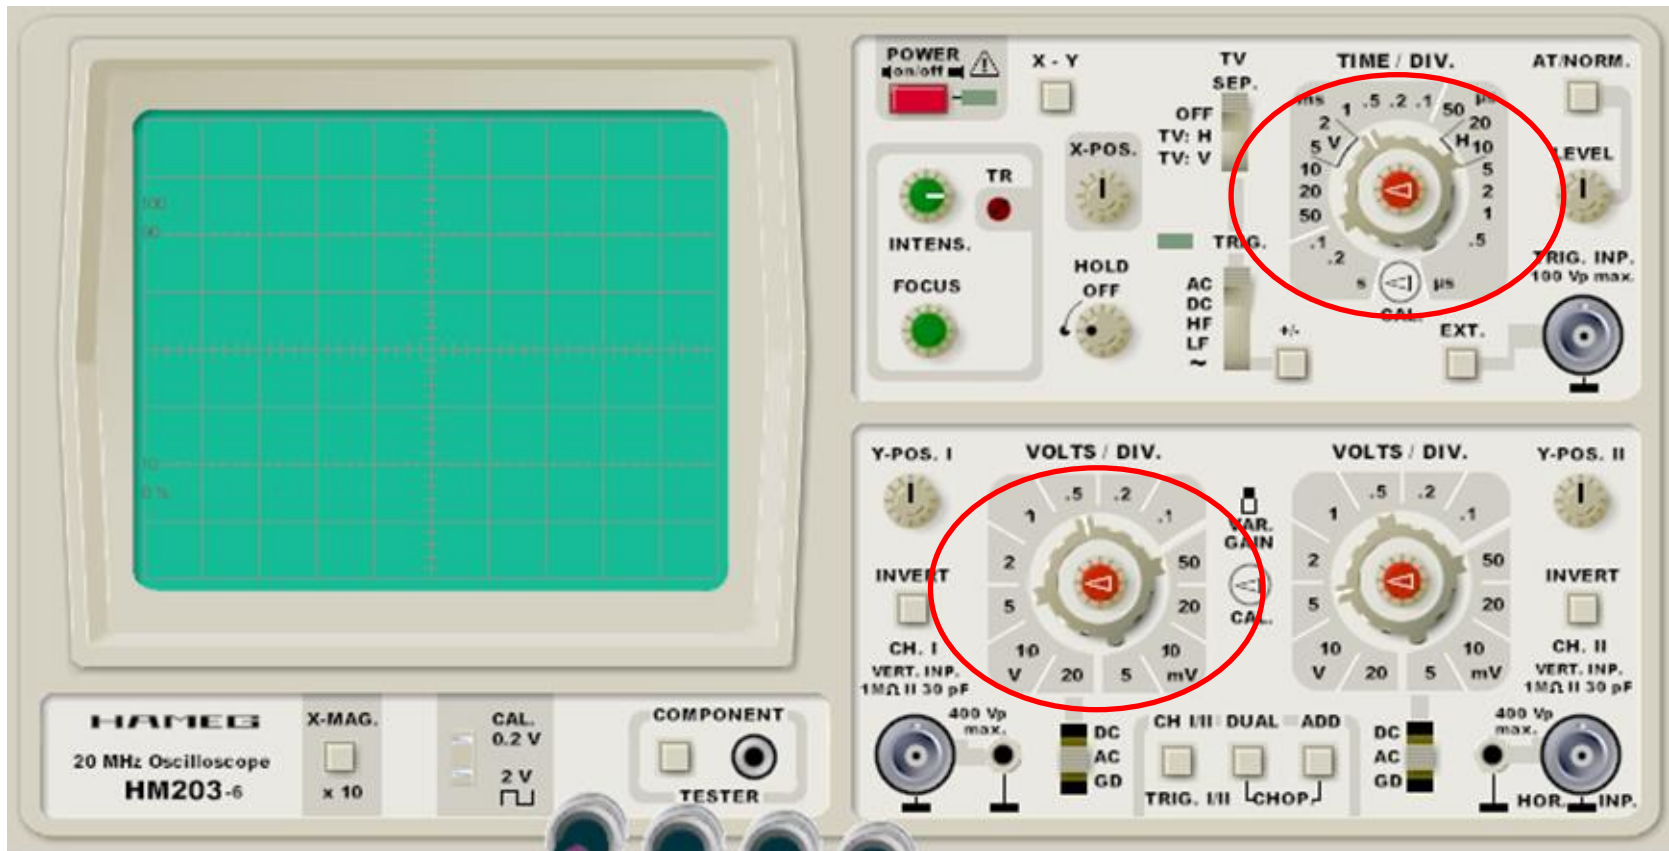 100
90
10
0 %
HAMEG
20 MHz Oscilloscope
HM203-6
X-MAG.
x 10
CAL.
0.2 V
2 V
COMPONENT
TESTER
POWER
on/off
X - Y
TV
SEP.
OFF
TV: H
TV: V
TIME / DIV.
ms 1 .5 .2 .1 50 µs
2 20
5 V H 10
10 5
20 2
50 1
.1 .5
.2
s µs
CAL.
AT/NORM.
LEVEL
X-POS.
TR
INTENS.
FOCUS
HOLD
OFF
TRIG.
AC
DC
HF
LF
~
+/-
EXT.
TRIG. INP.
100 Vp max.
Y-POS. I
VOLTS / DIV.
.5 .2
1 .1
2 50
5 20
10 10
V 20 5 mV
VAR.
GAIN
CAL.
VOLTS / DIV.
.5 .2
1 .1
2 50
5 20
10 10
V 20 5 mV
Y-POS. II
INVERT
CH. I
VERT. INP.
1MΩ II 30 pF
400 Vp
max.
DC
AC
GD
CH I/II DUAL ADD
TRIG. I/II CHOP.
DC
AC
GD
INVERT
CH. II
VERT. INP.
1MΩ II 30 pF
400 Vp
max.
HOR. INP.